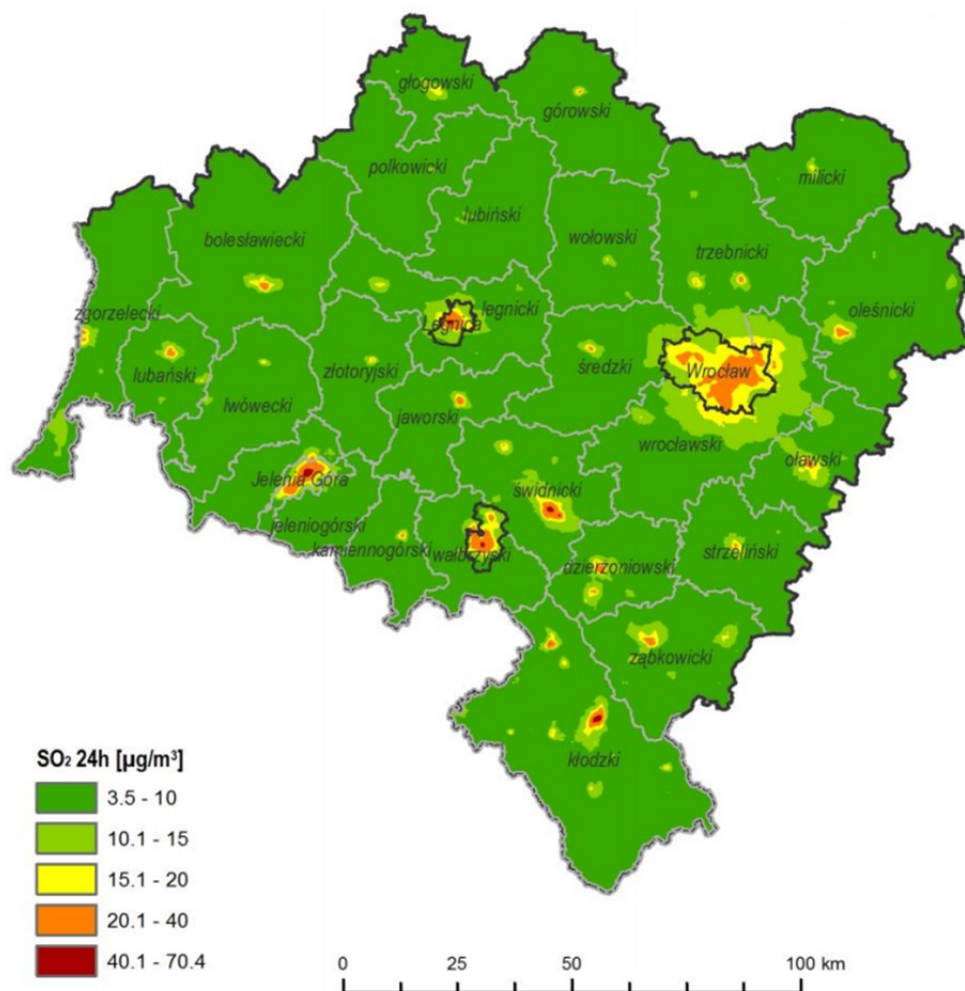 głogowski
górowski
polkowicki
milicki
lubiński
bolesławiecki
wołowski
trzebnicki
zgorzelecki
legnicki
oleśnicki
Legnica
lubański
złotoryjski
średzki
Wrocław
lwówecki
jaworski
wrocławski
oławski
Jelenia Góra
świdnicki
jeleniogórski
kamiennogórski
wałbrzyski
dzierżoniowski
strzeliński
ząbkowicki
kłodzki
SO₂ 24h [µg/m³]
3.5 - 10
10.1 - 15
15.1 - 20
20.1 - 40
40.1 - 70.4
0 25 50 100 km